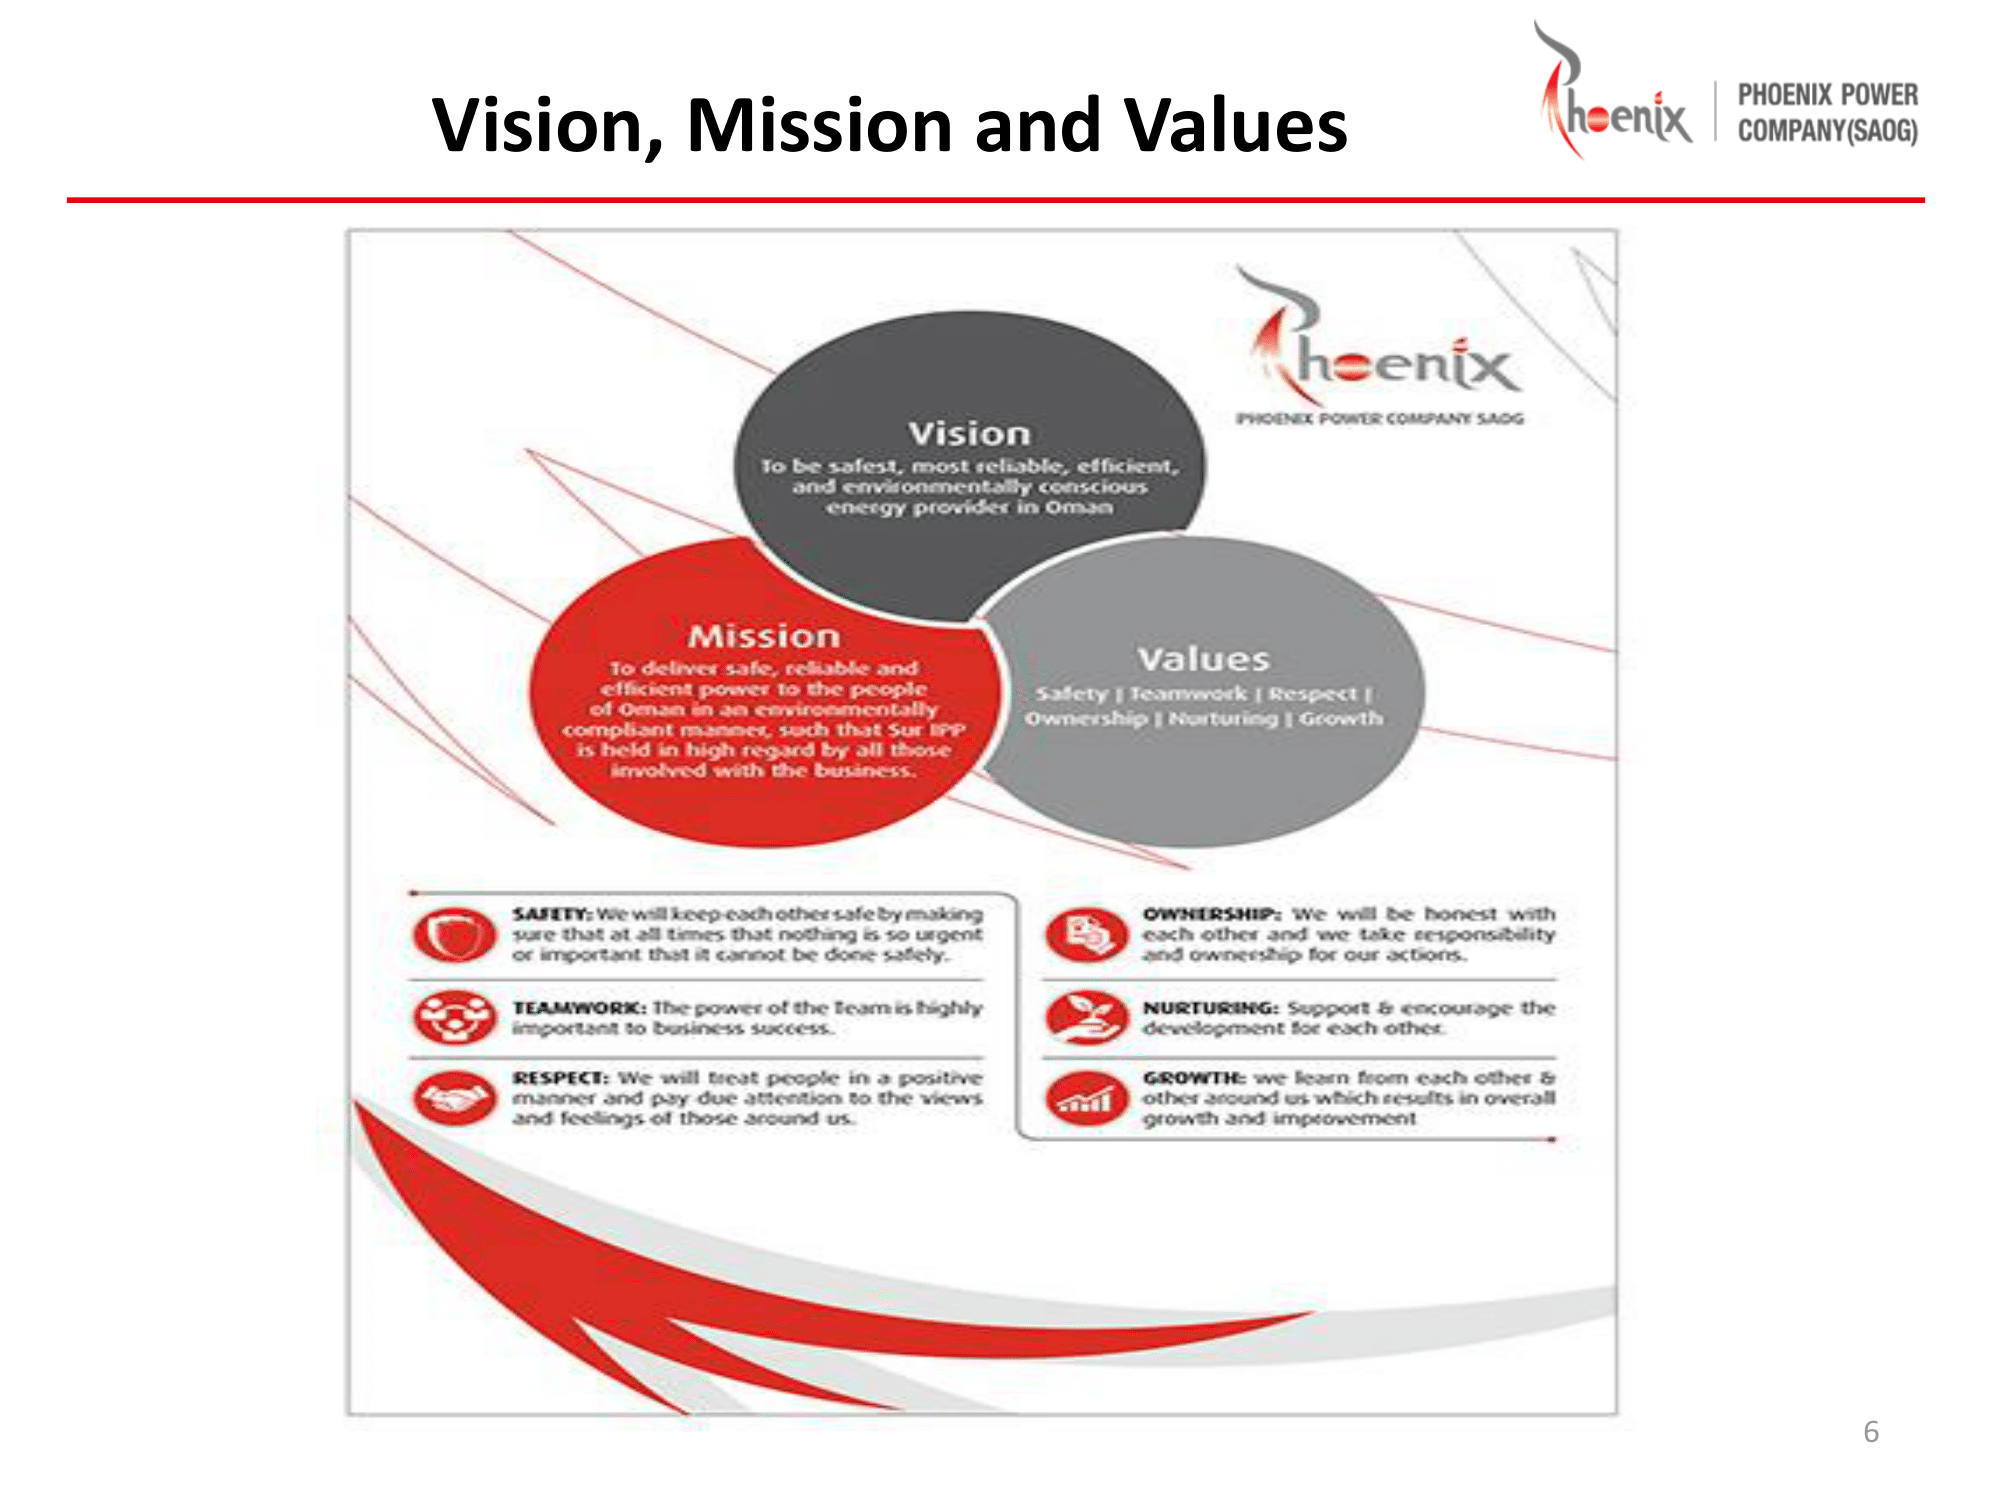 Vision, Mission and Values
Phoenix
PHOENIX POWER
COMPANY(SAOG)
Phoenix
PHOENIX POWER COMPANY SAOG
Vision
To be safest, most reliable, efficient,
and environmentally conscious
energy provider in Oman
Mission
To deliver safe, reliable and
efficient power to the people
of Oman in an environmentally
compliant manner, such that Sur IPP
is held in high regard by all those
involved with the business.
Values
Safety | Teamwork | Respect |
Ownership | Nurturing | Growth
SAFETY: We will keep each other safe by making
sure that at all times that nothing is so urgent
or important that it cannot be done safely.
TEAMWORK: The power of the Team is highly
important to business success.
RESPECT: We will treat people in a positive
manner and pay due attention to the views
and feelings of those around us.
OWNERSHIP: We will be honest with
each other and we take responsibility
and ownership for our actions.
NURTURING: Support & encourage the
development for each other.
GROWTH: we learn from each other &
other around us which results in overall
growth and improvement
6